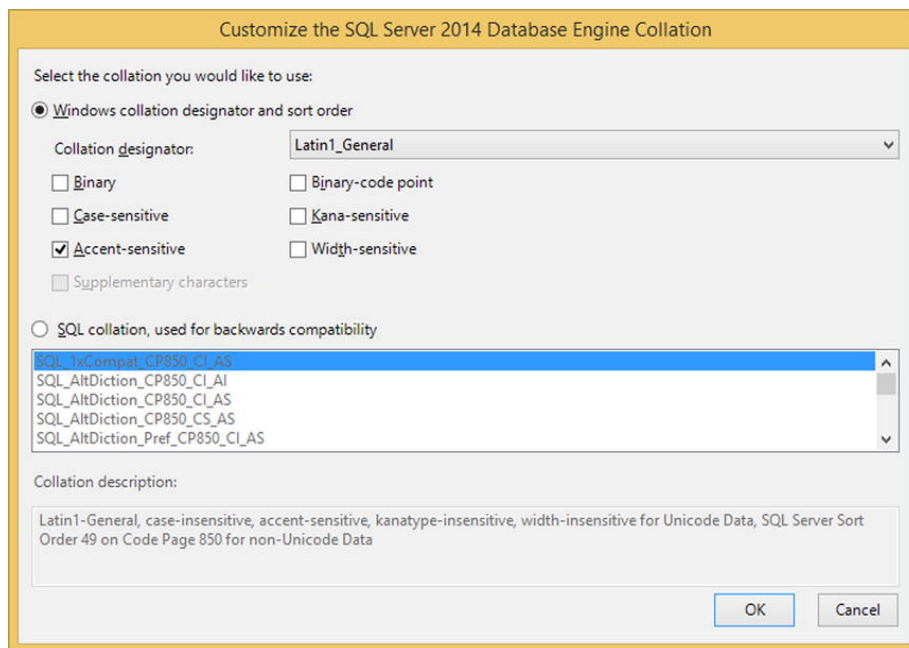 Customize the SQL Server 2014 Database Engine Collation
Select the collation you would like to use:
Windows collation designator and sort order
Collation designator: Latin1_General
Binary Binary-code point
Case-sensitive Kana-sensitive
Accent-sensitive Width-sensitive
Supplementary characters
SQL collation, used for backwards compatibility
SQL_1xCompat_CP850_CI_AS
SQL_AltDiction_CP850_CI_AI
SQL_AltDiction_CP850_CI_AS
SQL_AltDiction_CP850_CS_AS
SQL_AltDiction_Pref_CP850_CI_AS
Collation description:
Latin1-General, case-insensitive, accent-sensitive, kanatype-insensitive, width-insensitive for Unicode Data, SQL Server Sort
Order 49 on Code Page 850 for non-Unicode Data
OK Cancel